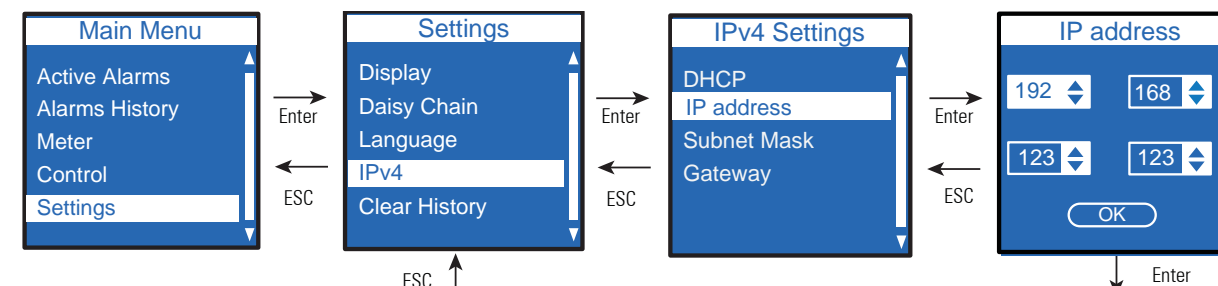 Main Menu
Active Alarms
Alarms History
Meter
Control
Settings
Enter
ESC
Settings
Display
Daisy Chain
Language
IPv4
Clear History
Enter
ESC
IPv4 Settings
DHCP
IP address
Subnet Mask
Gateway
Enter
ESC
IP address
192 168
123 123
OK
ESC
Enter